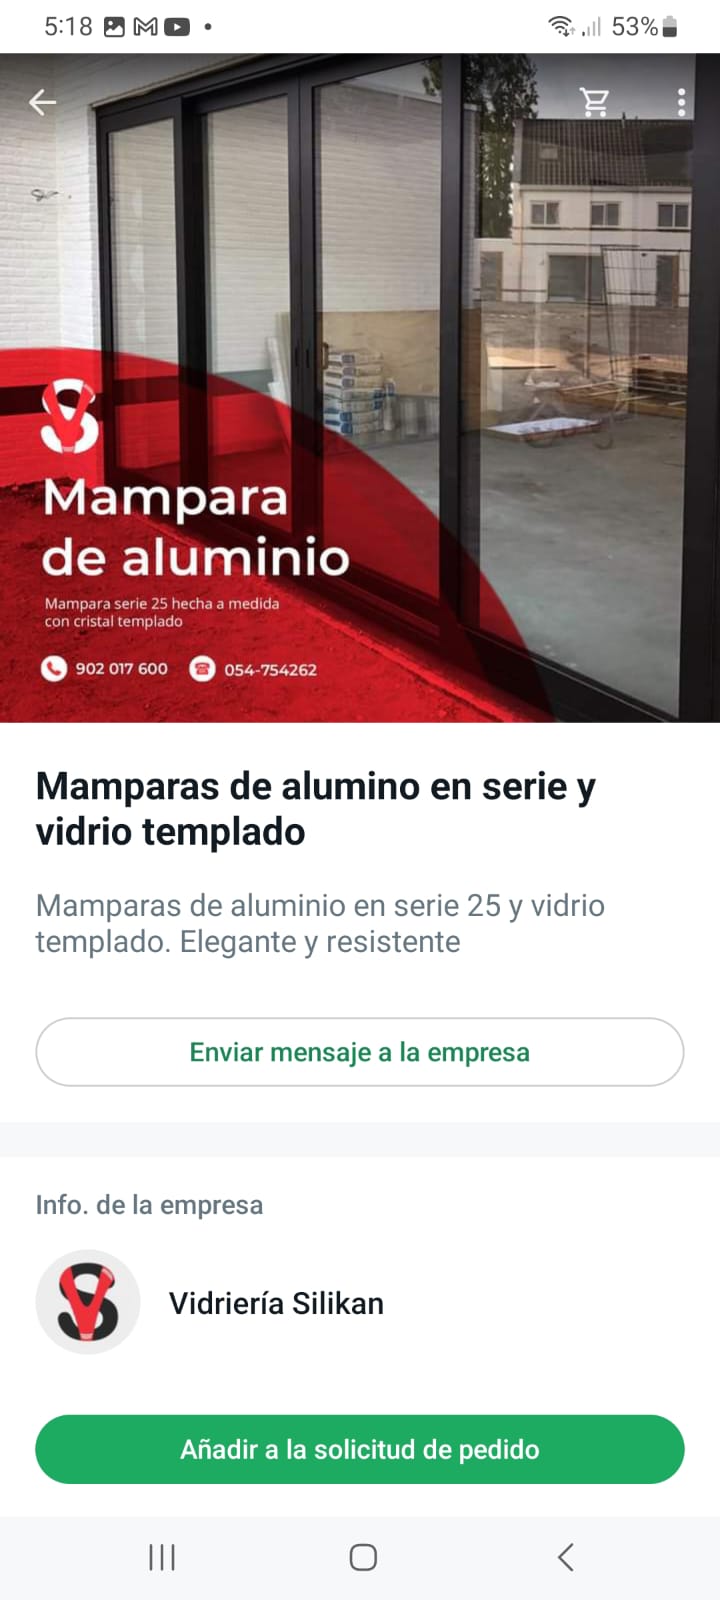 5:18
53%
Mampara
de aluminio
Mampara serie 25 hecha a medida
con cristal templado
902 017 600 054-754262
Mamparas de alumino en serie y
vidrio templado
Mamparas de aluminio en serie 25 y vidrio
templado. Elegante y resistente
Enviar mensaje a la empresa
Info. de la empresa
Vidriería Silikan
Añadir a la solicitud de pedido